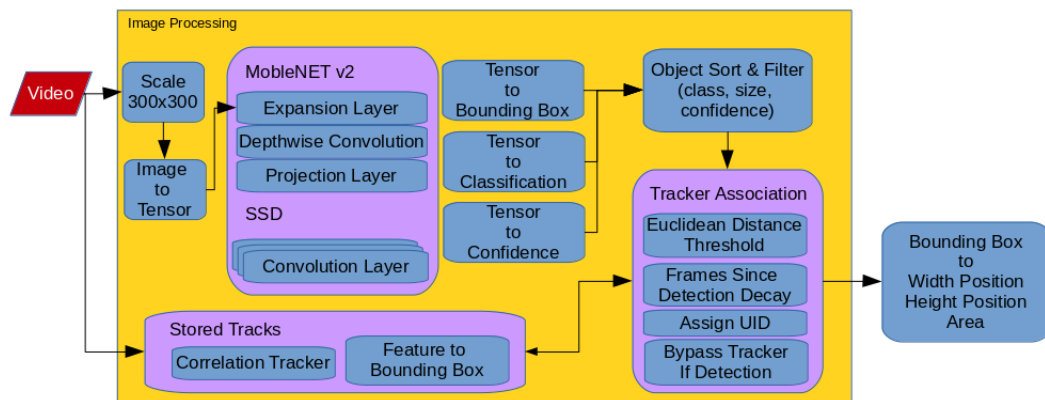 Image Processing
Video
Scale
300x300
Image
to
Tensor
MobleNET v2
Expansion Layer
Depthwise Convolution
Projection Layer
SSD
Convolution Layer
Tensor
to
Bounding Box
Tensor
to
Classification
Tensor
to
Confidence
Object Sort & Filter
(class, size,
confidence)
Tracker Association
Euclidean Distance
Threshold
Frames Since
Detection Decay
Assign UID
Bypass Tracker
If Detection
Stored Tracks
Correlation Tracker
Feature to
Bounding Box
Bounding Box
to
Width Position
Height Position
Area